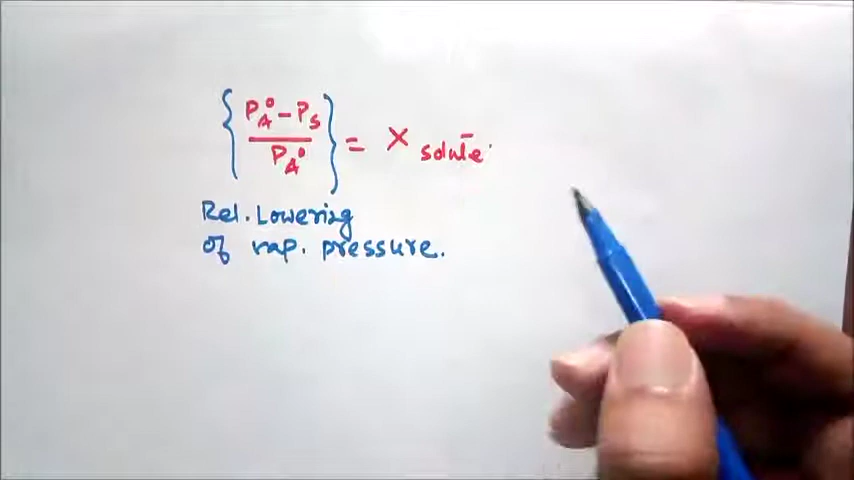 { P_A° - P_S / P_A° } = X solute
Rel. Lowering
of vap. pressure.